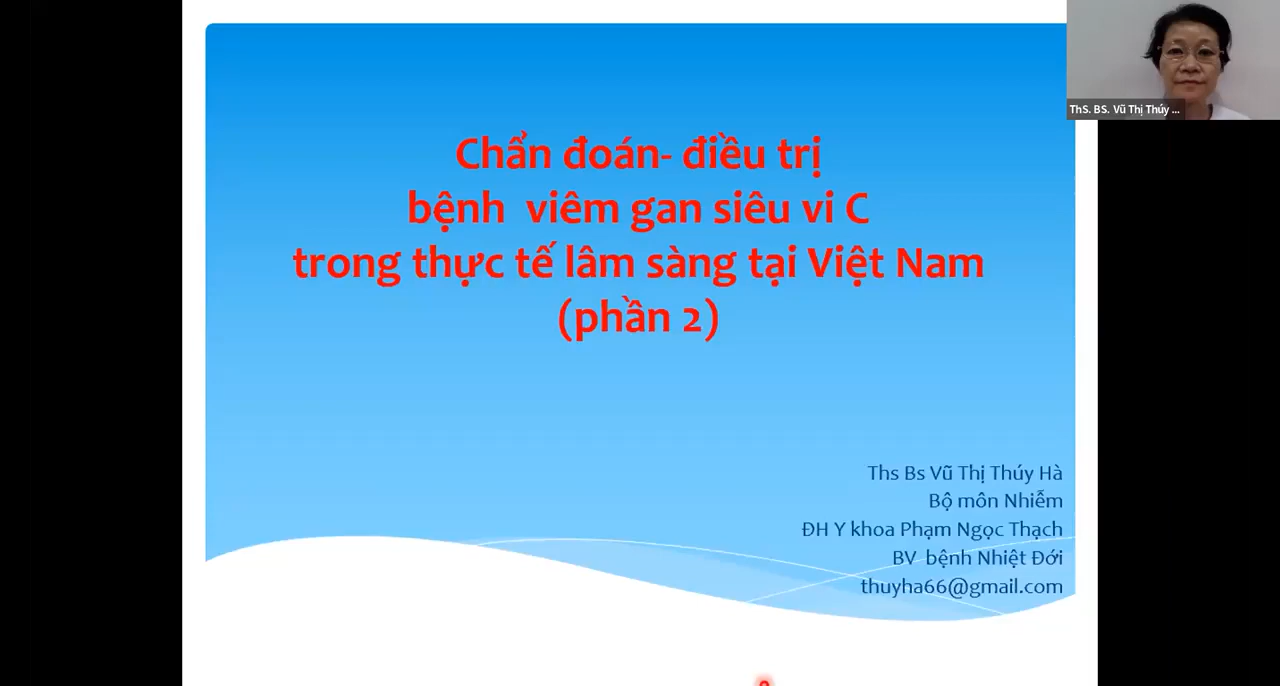 ThS. BS. Vũ Thị Thúy ...
Chẩn đoán- điều trị
bệnh viêm gan siêu vi C
trong thực tế lâm sàng tại Việt Nam
(phần 2)
Ths Bs Vũ Thị Thúy Hà
Bộ môn Nhiễm
ĐH Y khoa Phạm Ngọc Thạch
BV bệnh Nhiệt Đới
thuyha66@gmail.com